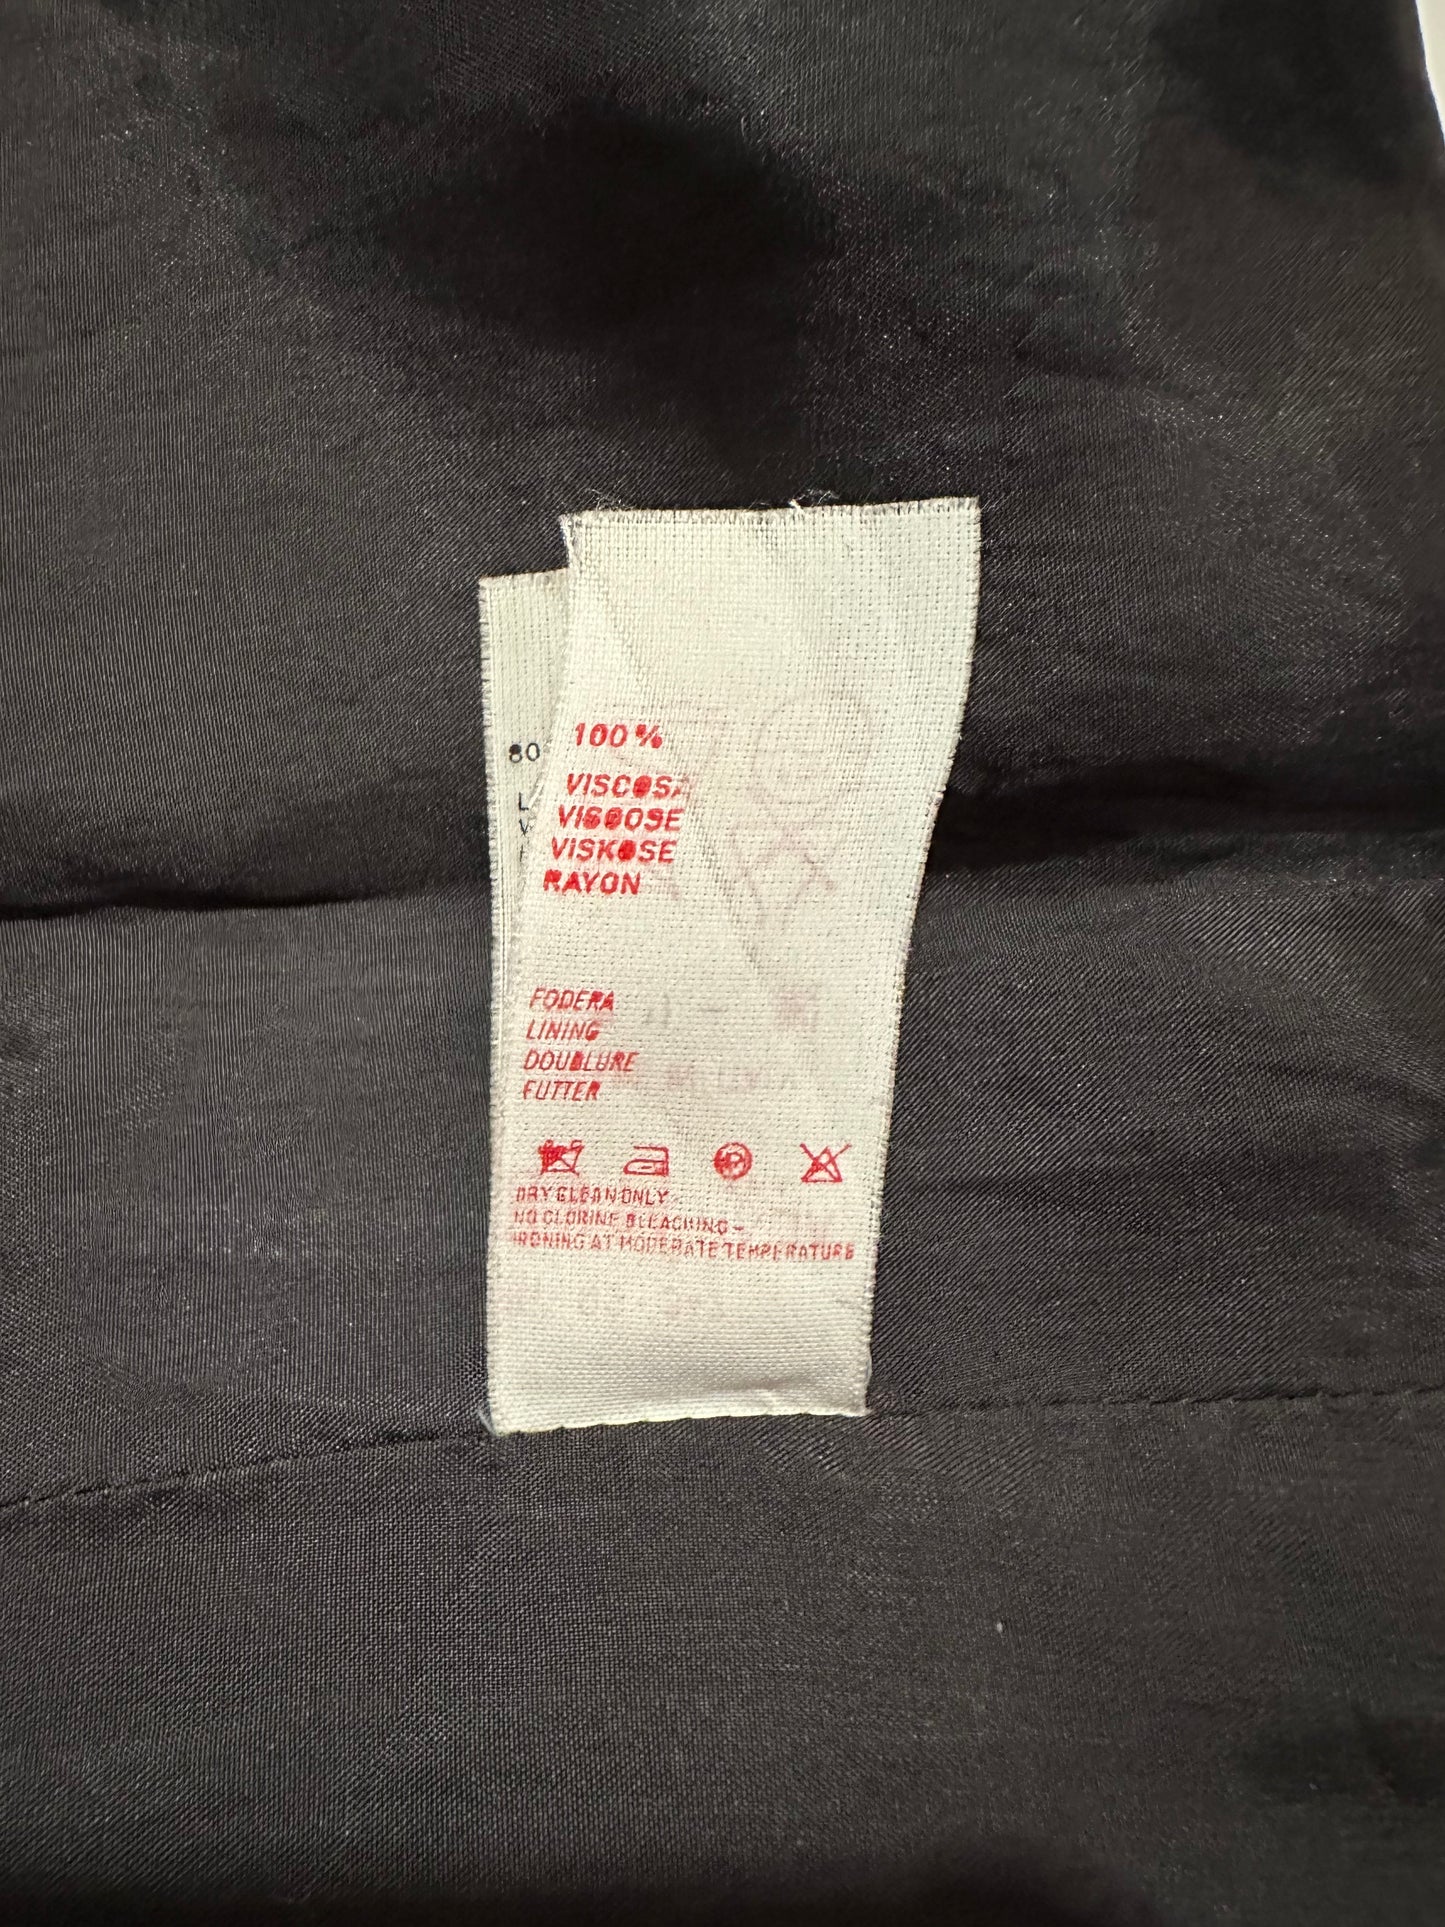 100 %
VISCOSA
VISCOSE
VISKOSE
RAYON
80
L
FODERA
LINING
DOUBLURE
FUTTER
DRY CLEAN ONLY -
NO CLORINE BLEACHING -
IRONING AT MODERATE TEMPERATURE